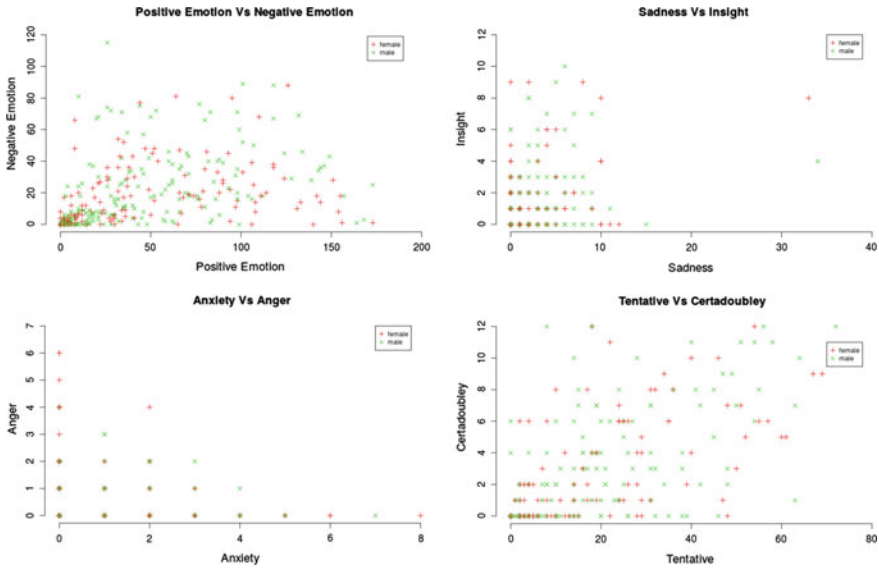 Positive Emotion Vs Negative Emotion
120
100
80
60
40
20
0
Negative Emotion
female
male
0 50 100 150 200
Positive Emotion
Sadness Vs Insight
12
10
8
6
4
2
0
Insight
female
male
0 10 20 30 40
Sadness
Anxiety Vs Anger
7
6
5
4
3
2
1
0
Anger
female
male
0 2 4 6 8
Anxiety
Tentative Vs Certadoubley
12
10
8
6
4
2
0
Certadoubley
female
male
0 20 40 60 80
Tentative